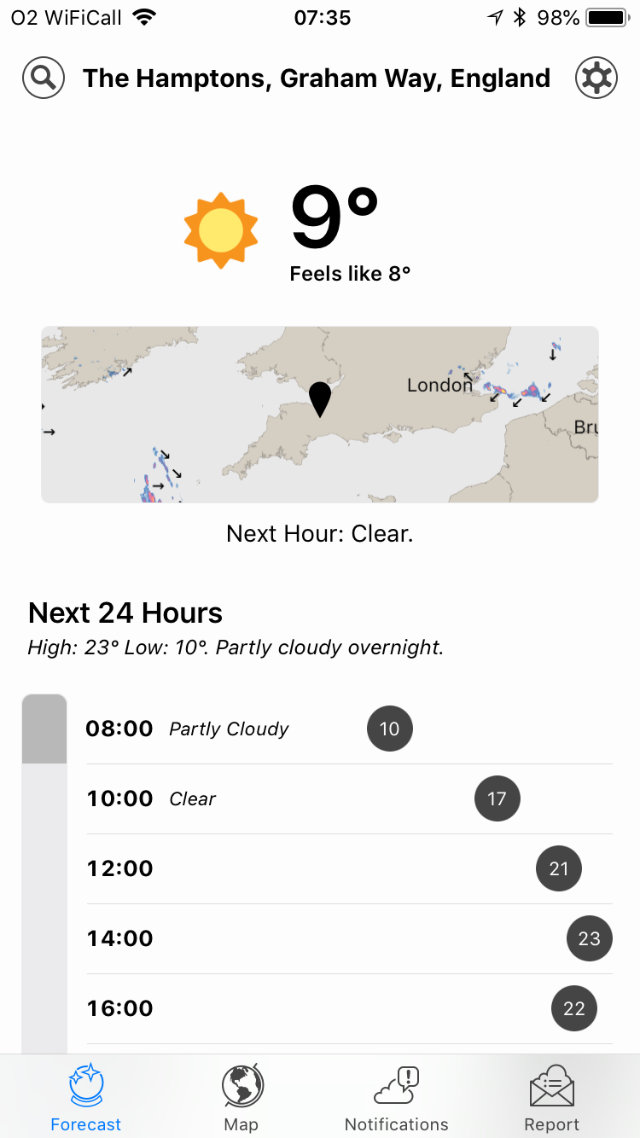 O2 WiFiCall 07:35 98%
The Hamptons, Graham Way, England
9°
Feels like 8°
London
Bru
Next Hour: Clear.
Next 24 Hours
High: 23° Low: 10°. Partly cloudy overnight.
08:00 Partly Cloudy 10
10:00 Clear 17
12:00 21
14:00 23
16:00 22
Forecast Map Notifications Report